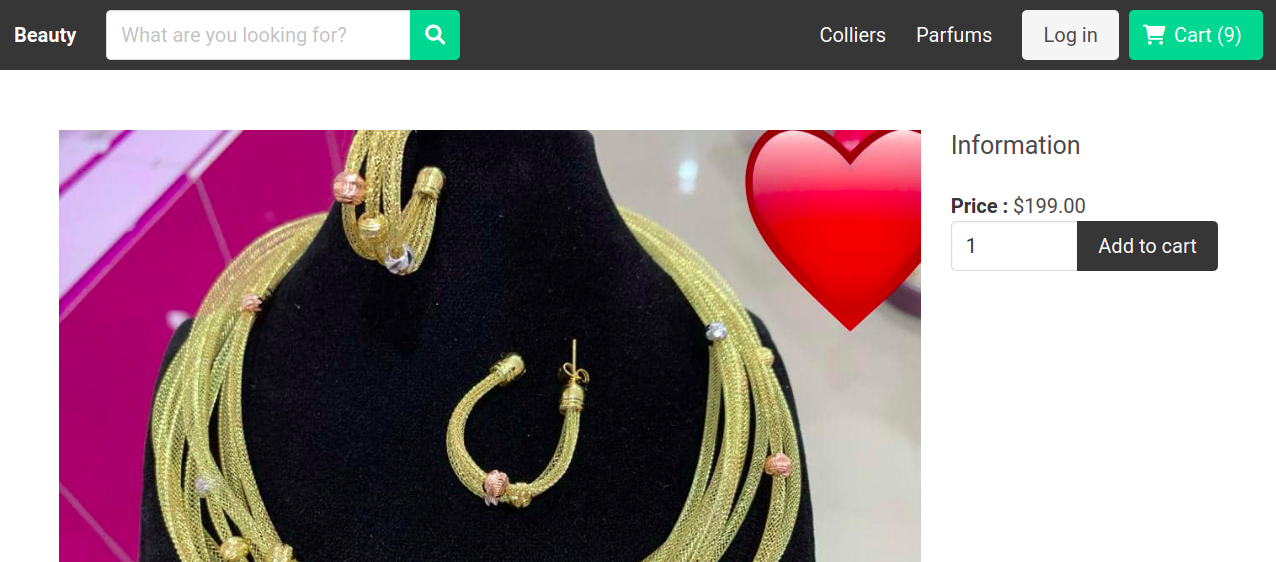 Beauty
What are you looking for?
Colliers
Parfums
Log in
Cart (9)
Information
Price : $199.00
1
Add to cart